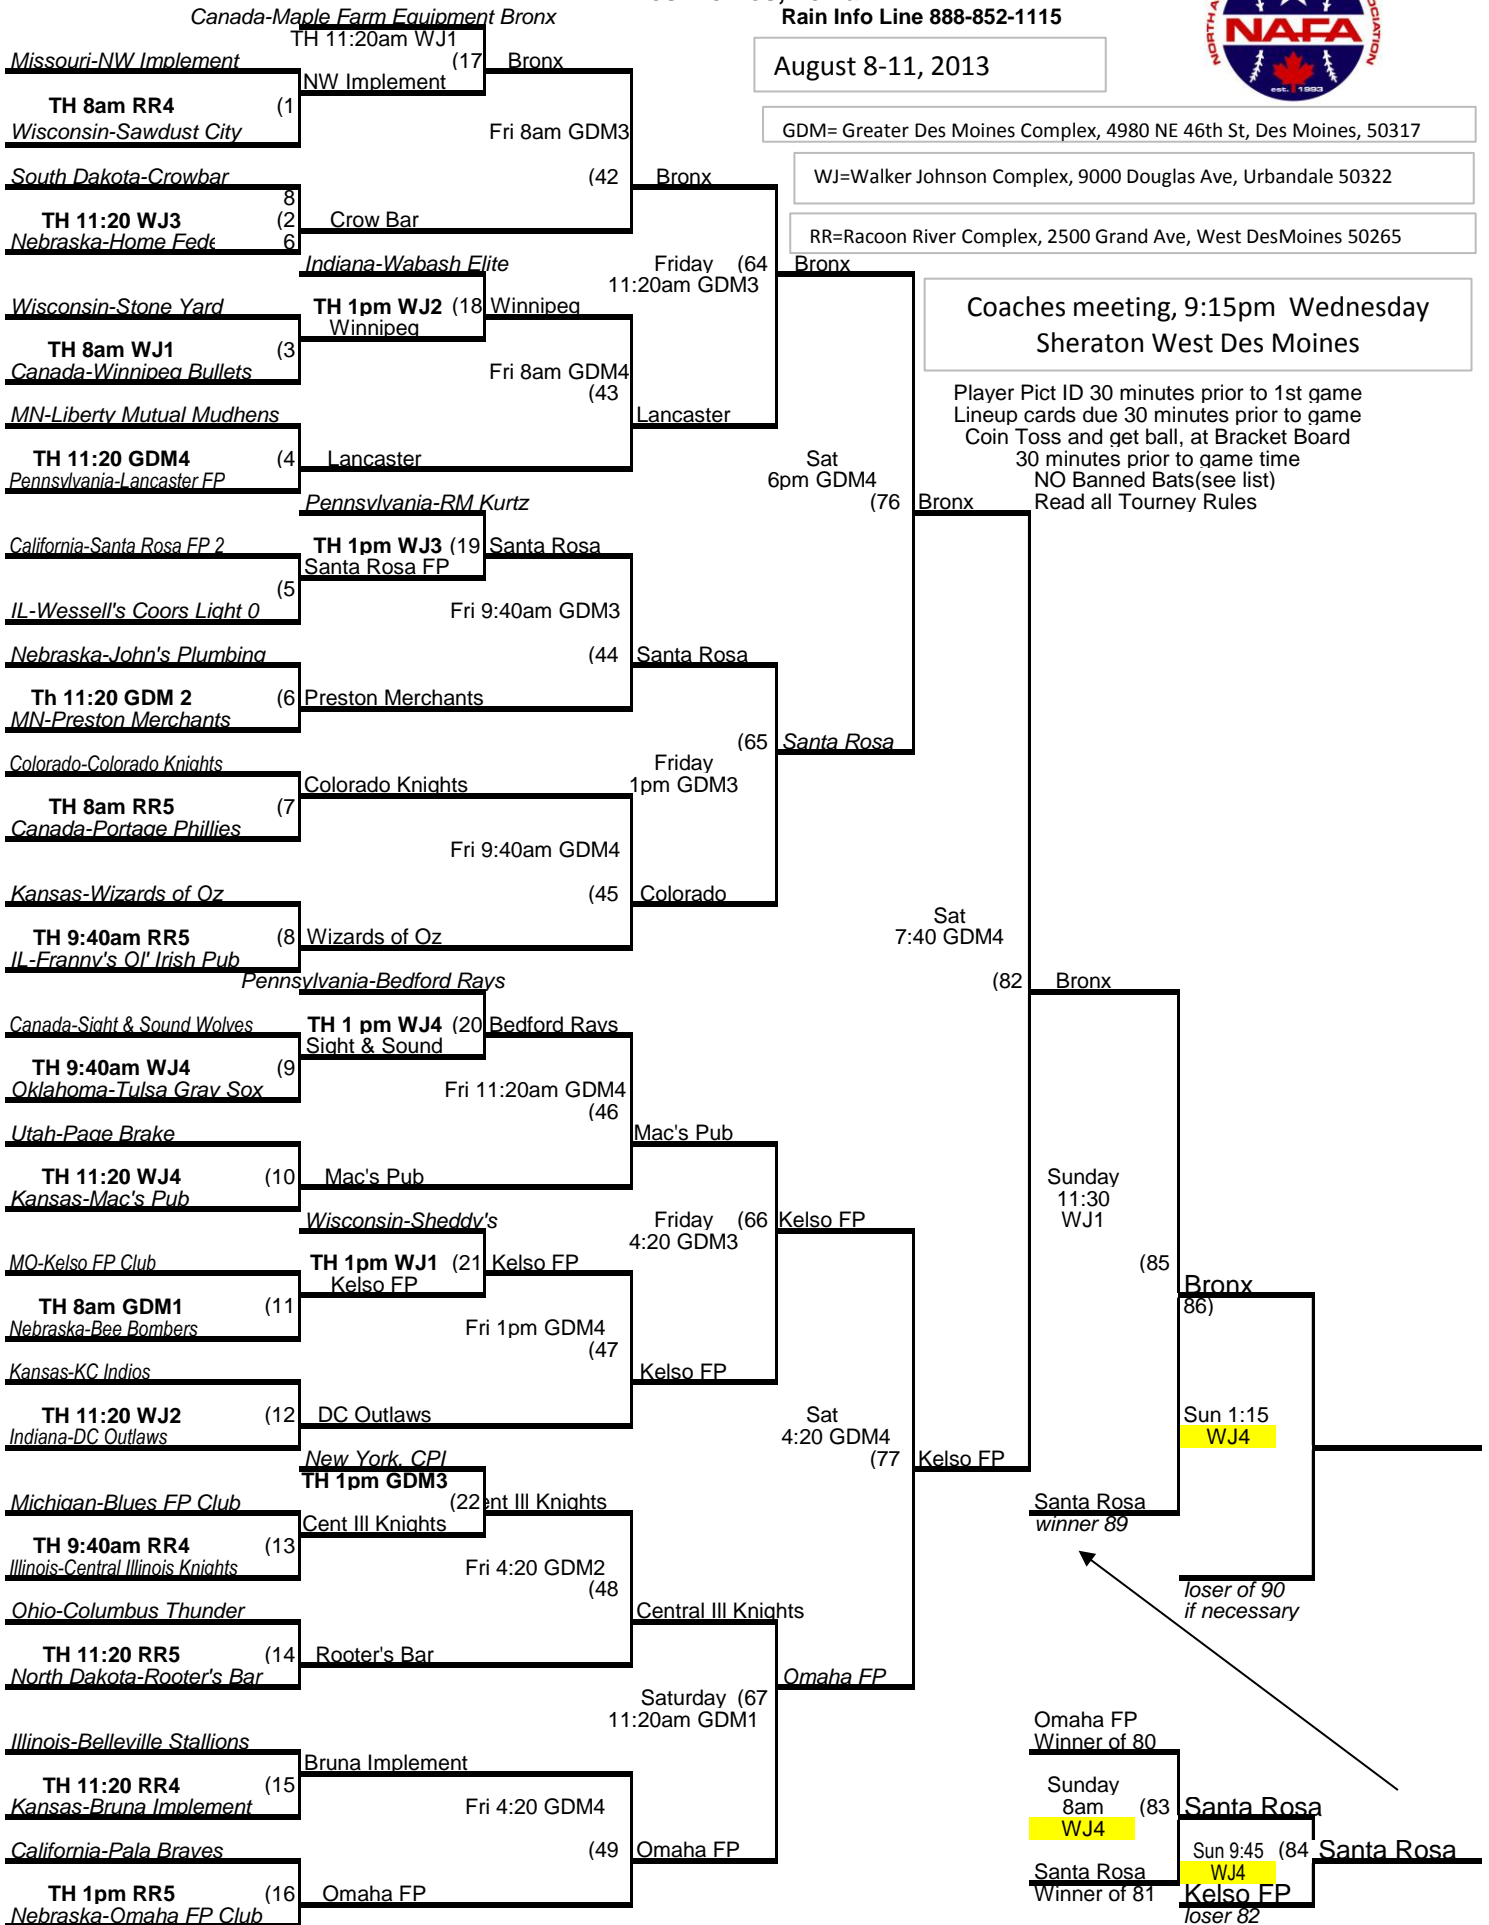 Canada-Maple Farm Equipment Bronx
Rain Info Line 888-852-1115
NAFA
est. 1993
August 8-11, 2013
GDM= Greater Des Moines Complex, 4980 NE 46th St, Des Moines, 50317
WJ=Walker Johnson Complex, 9000 Douglas Ave, Urbandale 50322
RR=Racoon River Complex, 2500 Grand Ave, West DesMoines 50265
Coaches meeting, 9:15pm Wednesday
Sheraton West Des Moines
Player Pict ID 30 minutes prior to 1st game
Lineup cards due 30 minutes prior to game
Coin Toss and get ball, at Bracket Board
30 minutes prior to game time
NO Banned Bats(see list)
Read all Tourney Rules
TH 11:20am WJ1
(17
Missouri-NW Implement
NW Implement
Bronx
TH 8am RR4 (1
Wisconsin-Sawdust City
Fri 8am GDM3
(42
Bronx
South Dakota-Crowbar
8
TH 11:20 WJ3 (2
Crow Bar
Nebraska-Home Fede 6
Indiana-Wabash Elite
Friday (64
11:20am GDM3
Bronx
Wisconsin-Stone Yard
TH 1pm WJ2 (18
Winnipeg
Winnipeg
TH 8am WJ1 (3
Canada-Winnipeg Bullets
Fri 8am GDM4
(43
Lancaster
MN-Liberty Mutual Mudhens
TH 11:20 GDM4 (4
Lancaster
Pennsylvania-Lancaster FP
Sat
6pm GDM4
(76
Bronx
Pennsylvania-RM Kurtz
California-Santa Rosa FP 2
TH 1pm WJ3 (19
Santa Rosa
Santa Rosa FP
(5
IL-Wessell's Coors Light 0
Fri 9:40am GDM3
(44
Santa Rosa
Nebraska-John's Plumbing
Th 11:20 GDM 2 (6
Preston Merchants
MN-Preston Merchants
(65
Santa Rosa
Friday
1pm GDM3
Colorado-Colorado Knights
Colorado Knights
TH 8am RR5 (7
Canada-Portage Phillies
Fri 9:40am GDM4
(45
Colorado
Kansas-Wizards of Oz
TH 9:40am RR5 (8
Wizards of Oz
IL-Franny's Ol' Irish Pub
Sat
7:40 GDM4
(82
Bronx
Pennsylvania-Bedford Rays
Canada-Sight & Sound Wolves
TH 1 pm WJ4 (20
Bedford Rays
Sight & Sound
TH 9:40am WJ4 (9
Oklahoma-Tulsa Gray Sox
Fri 11:20am GDM4
(46
Mac's Pub
Utah-Page Brake
TH 11:20 WJ4 (10
Mac's Pub
Kansas-Mac's Pub
Sunday
11:30
WJ1
(85
Bronx
86)
Wisconsin-Sheddy's
Friday (66
4:20 GDM3
Kelso FP
MO-Kelso FP Club
TH 1pm WJ1 (21
Kelso FP
Kelso FP
TH 8am GDM1 (11
Nebraska-Bee Bombers
Fri 1pm GDM4
(47
Kelso FP
Kansas-KC Indios
TH 11:20 WJ2 (12
DC Outlaws
Indiana-DC Outlaws
Sat
4:20 GDM4
(77
Kelso FP
Sun 1:15
WJ4
New York, CPI
TH 1pm GDM3
(22
Michigan-Blues FP Club
ent Ill Knights
Cent Ill Knights
Santa Rosa
winner 89
TH 9:40am RR4 (13
Illinois-Central Illinois Knights
Fri 4:20 GDM2
(48
Central Ill Knights
loser of 90
if necessary
Ohio-Columbus Thunder
TH 11:20 RR5 (14
Rooter's Bar
North Dakota-Rooter's Bar
Omaha FP
Saturday (67
11:20am GDM1
Illinois-Belleville Stallions
Bruna Implement
TH 11:20 RR4 (15
Kansas-Bruna Implement
Fri 4:20 GDM4
(49
Omaha FP
California-Pala Braves
TH 1pm RR5 (16
Omaha FP
Nebraska-Omaha FP Club
Omaha FP
Winner of 80
Sunday
8am (83
WJ4
Santa Rosa
Santa Rosa
Winner of 81
Sun 9:45 (84
WJ4
Santa Rosa
Kelso FP
loser 82